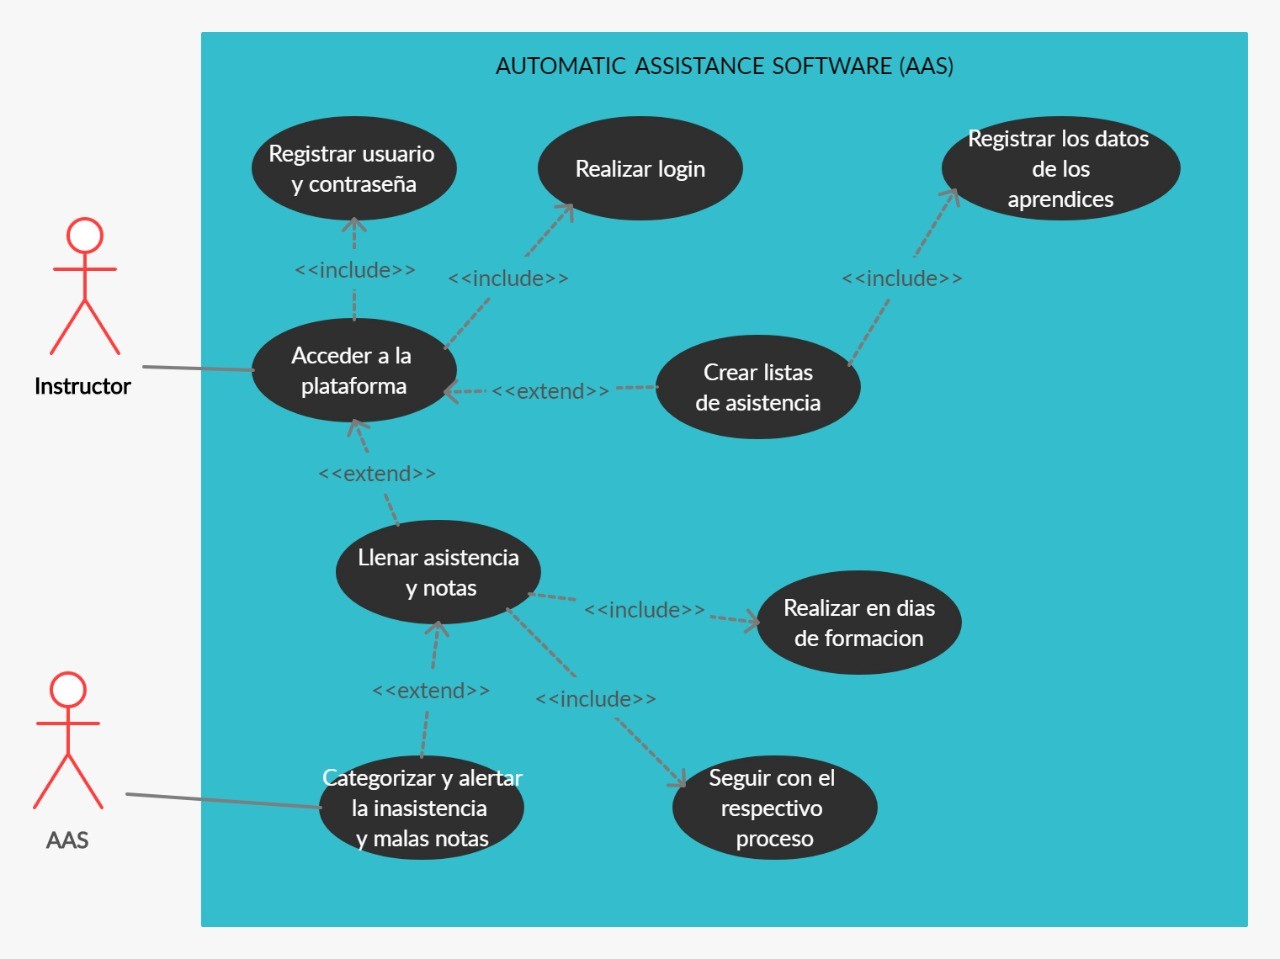 AUTOMATIC ASSISTANCE SOFTWARE (AAS)
Registrar usuario
y contraseña
Realizar login
Registrar los datos
de los
aprendices
<<include>>
<<include>>
<<include>>
Instructor
Acceder a la
plataforma
<<extend>>
Crear listas
de asistencia
<<extend>>
Llenar asistencia
y notas
<<include>>
Realizar en dias
de formacion
<<extend>>
<<include>>
AAS
Categorizar y alertar
la inasistencia
y malas notas
Seguir con el
respectivo
proceso